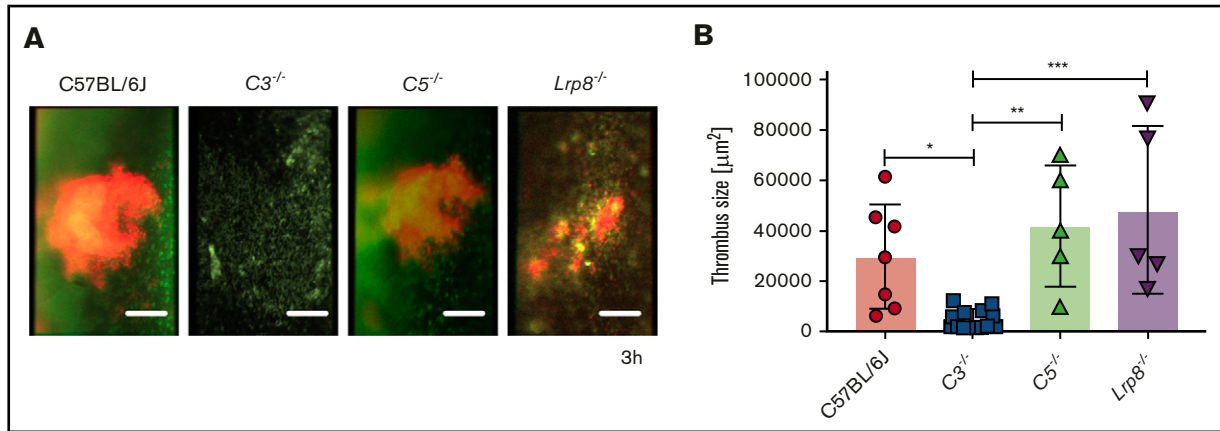 A
C57BL/6J C3-/- C5-/- Lrp8-/-
3h
B
Thrombus size [μm2]
100000
80000
60000
40000
20000
0
***
**
*
C57BL/6J C3-/- C5-/- Lrp8-/-